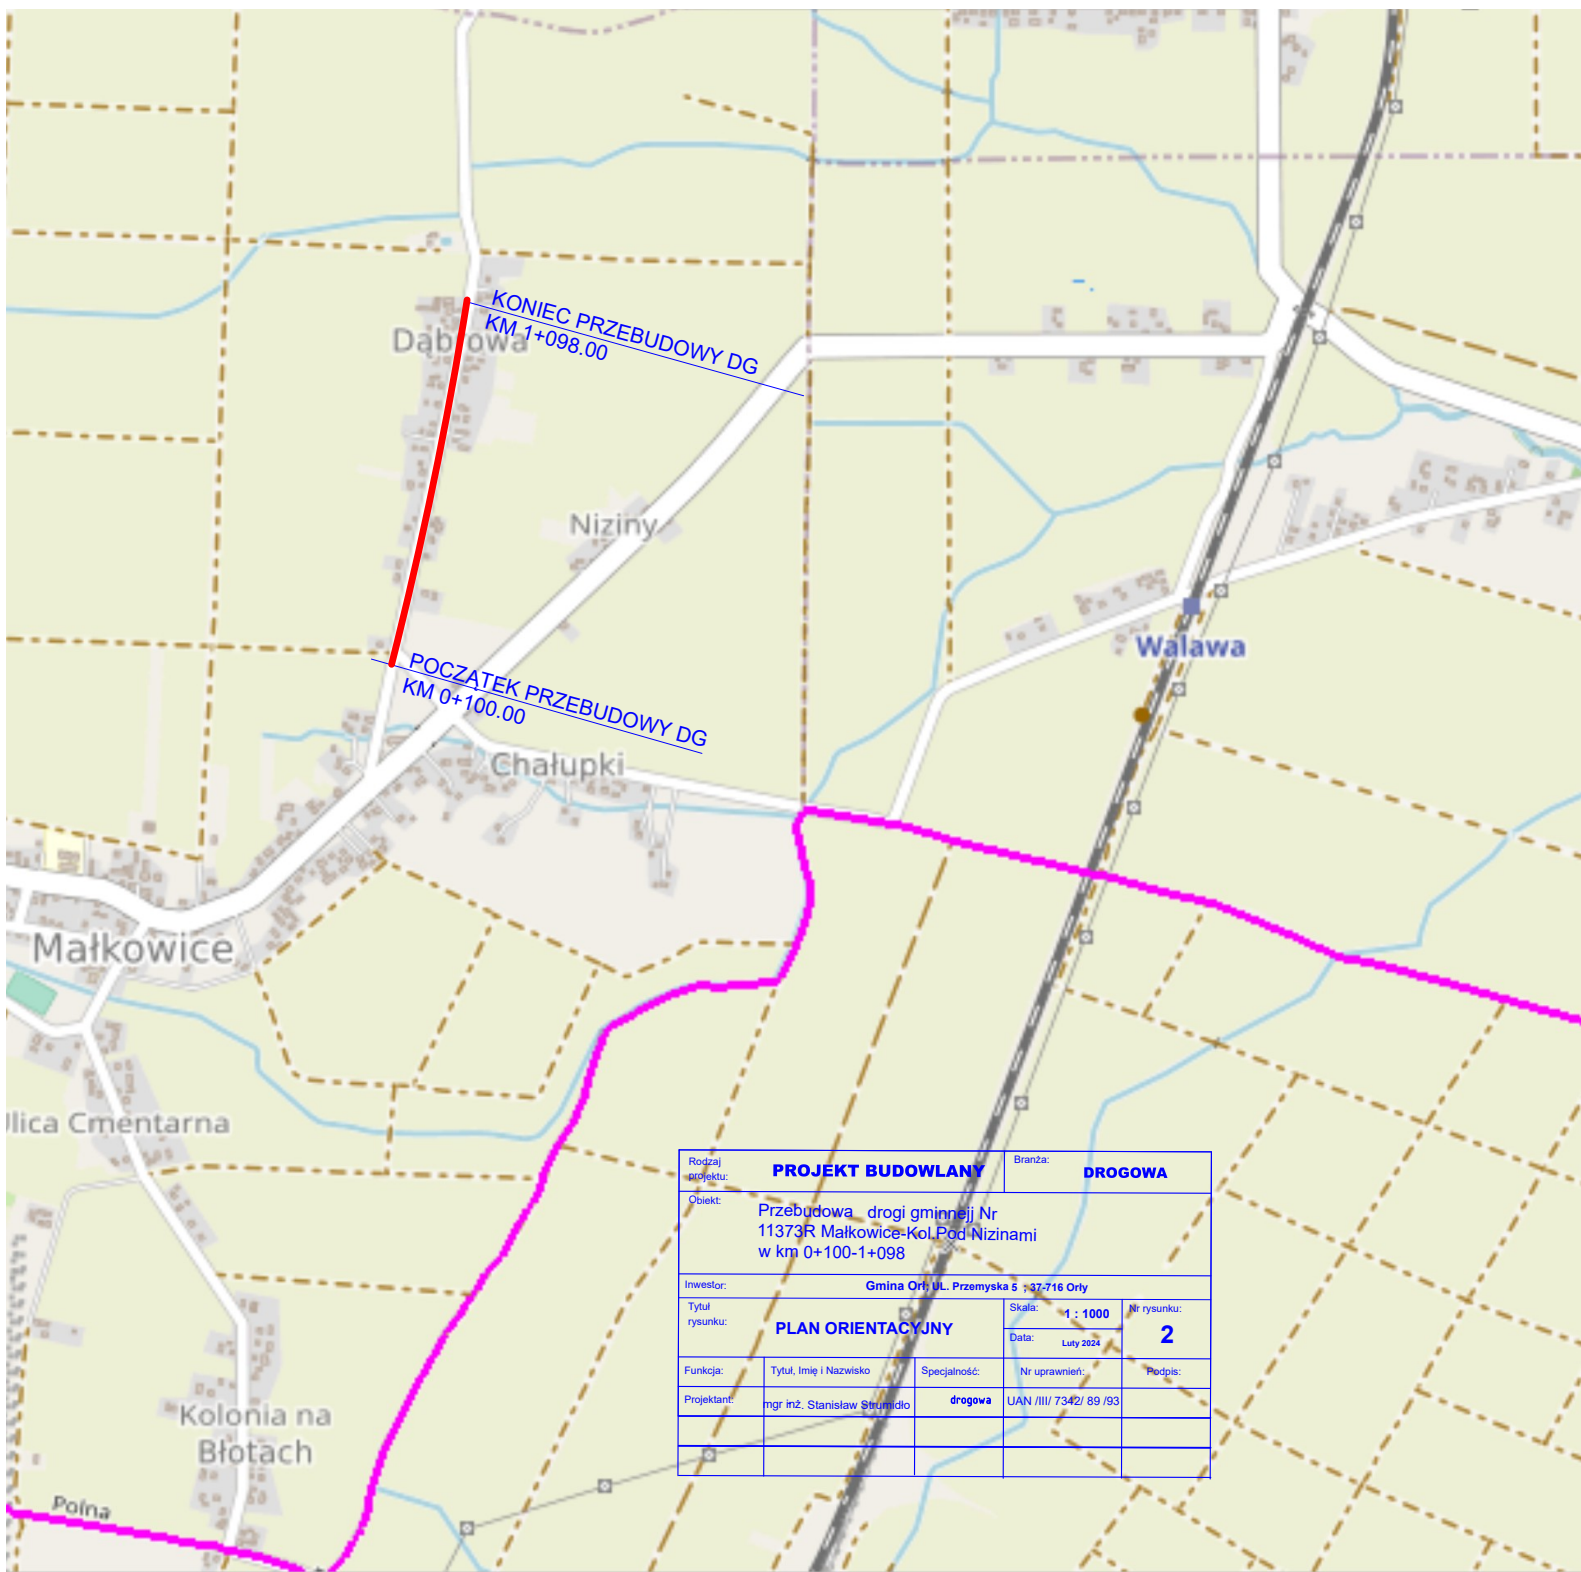 KONIEC PRZEBUDOWY DG
KM 1+098.00
Dąbrowa
Niziny
Walawa
POCZĄTEK PRZEBUDOWY DG
KM 0+100.00
Chałupki
Małkowice
Ulica Cmentarna
Kolonia na
Błotach
Polna
Rodzaj
projektu:
PROJEKT BUDOWLANY
Branża:
DROGOWA
Obiekt:
Przebudowa drogi gminnejj Nr
11373R Małkowice-Kol.Pod Nizinami
w km 0+100-1+098
Inwestor:
Gmina Orł; UL. Przemyska 5 ; 37-716 Orły
Tytuł
rysunku:
PLAN ORIENTACYJNY
Skala:
1 : 1000
Data:
Luty 2024
Nr rysunku:
2
Funkcja:
Tytuł, Imię i Nazwisko
Specjalność:
Nr uprawnień:
Podpis:
Projektant:
mgr inż. Stanisław Strumidło
drogowa
UAN /III/ 7342/ 89 /93